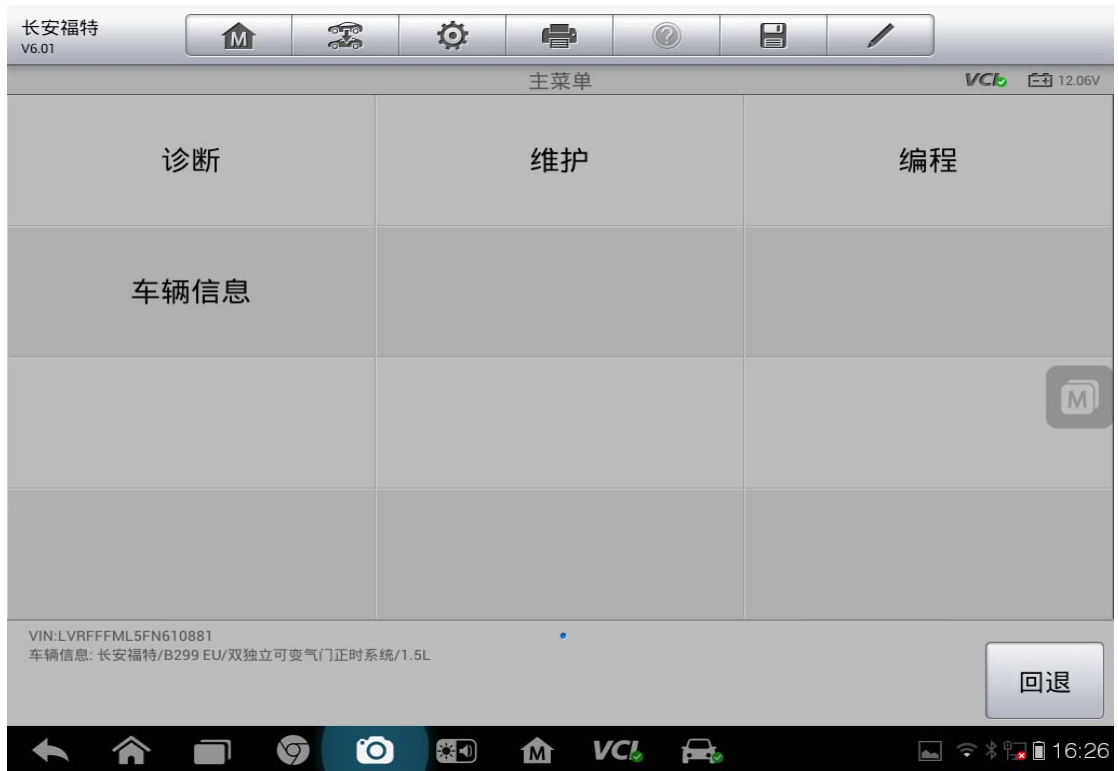 长安福特
V6.01
M
主菜单
VCI 12.06V
诊断 维护 编程
车辆信息
M
VIN:LVRFFFML5FN610881
车辆信息: 长安福特/B299 EU/双独立可变气门正时系统/1.5L
回退
M VCI 16:26